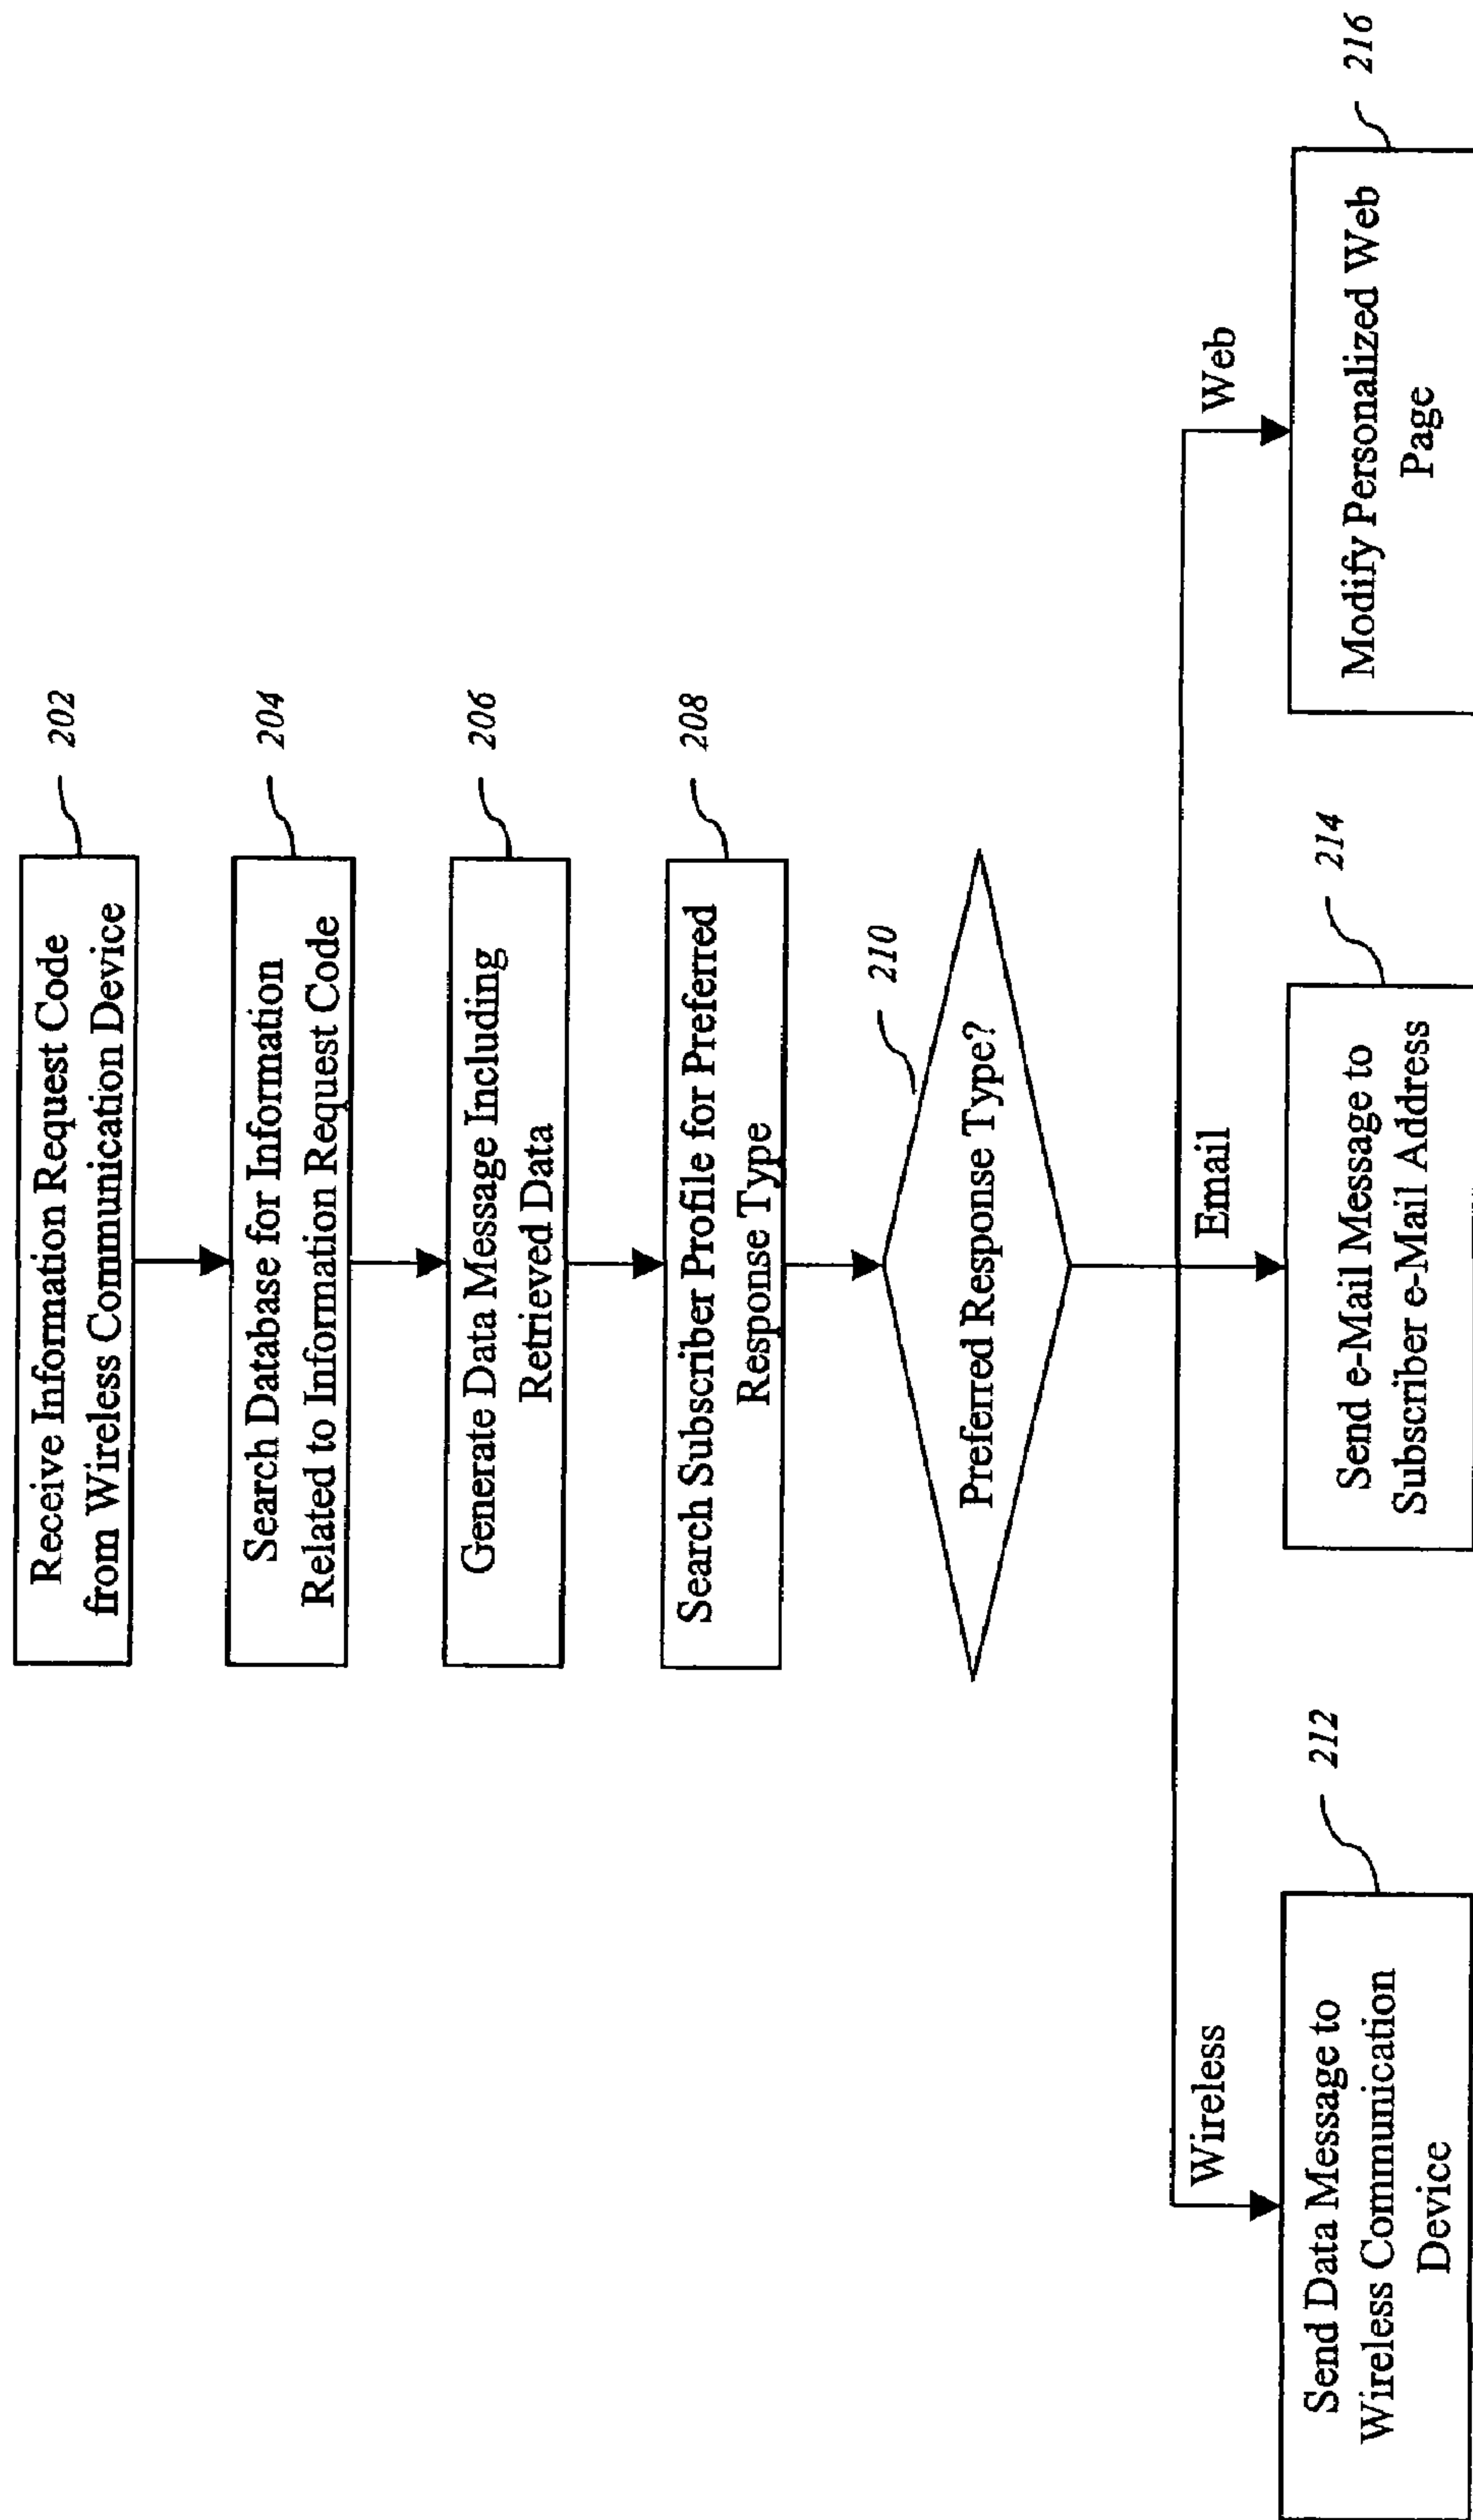 Receive Information Request Code
from Wireless Communication Device
202
Search Database for Information
Related to Information Request Code
204
Generate Data Message Including
Retrieved Data
206
Search Subscriber Profile for Preferred
Response Type
208
210
Preferred Response Type?
Wireless
Email
Web
212
Send Data Message to
Wireless Communication
Device
214
Send e-Mail Message to
Subscriber e-Mail Address
216
Modify Personalized Web
Page